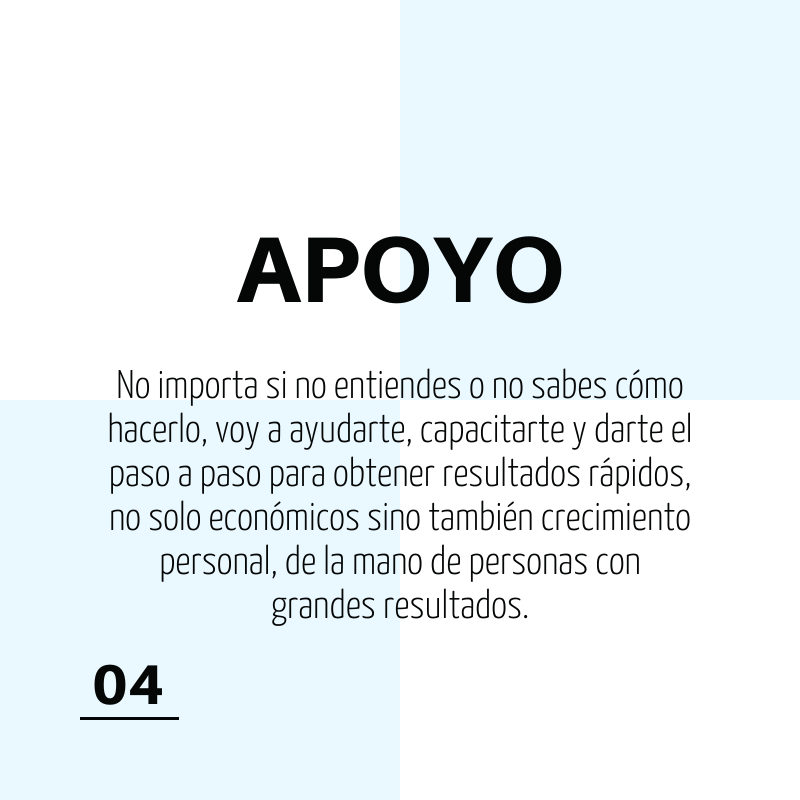 APOYO
No importa si no entiendes o no sabes cómo
hacerlo, voy a ayudarte, capacitarte y darte el
paso a paso para obtener resultados rápidos,
no solo económicos sino también crecimiento
personal, de la mano de personas con
grandes resultados.
04